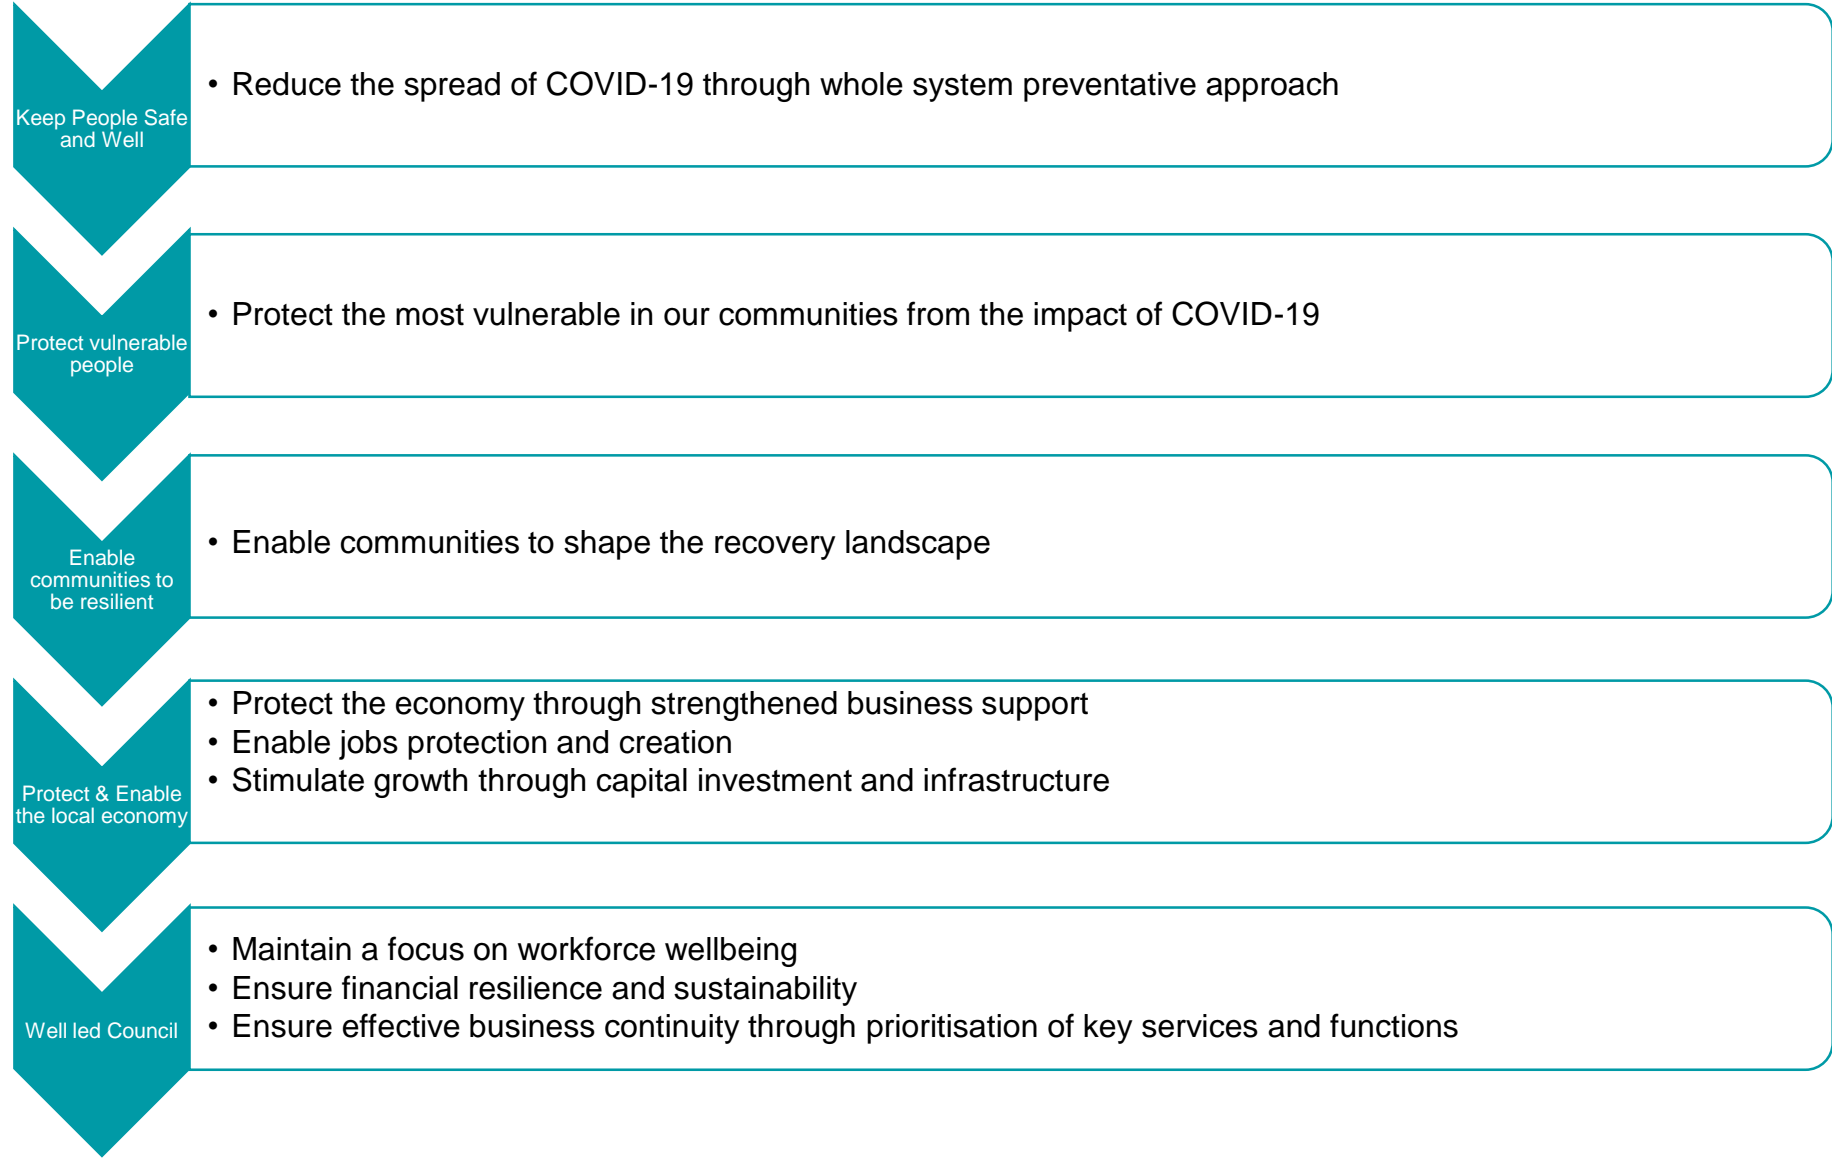 Keep People Safe
and Well
• Reduce the spread of COVID-19 through whole system preventative approach
Protect vulnerable
people
• Protect the most vulnerable in our communities from the impact of COVID-19
Enable
communities to
be resilient
• Enable communities to shape the recovery landscape
Protect & Enable
the local economy
• Protect the economy through strengthened business support
• Enable jobs protection and creation
• Stimulate growth through capital investment and infrastructure
Well led Council
• Maintain a focus on workforce wellbeing
• Ensure financial resilience and sustainability
• Ensure effective business continuity through prioritisation of key services and functions